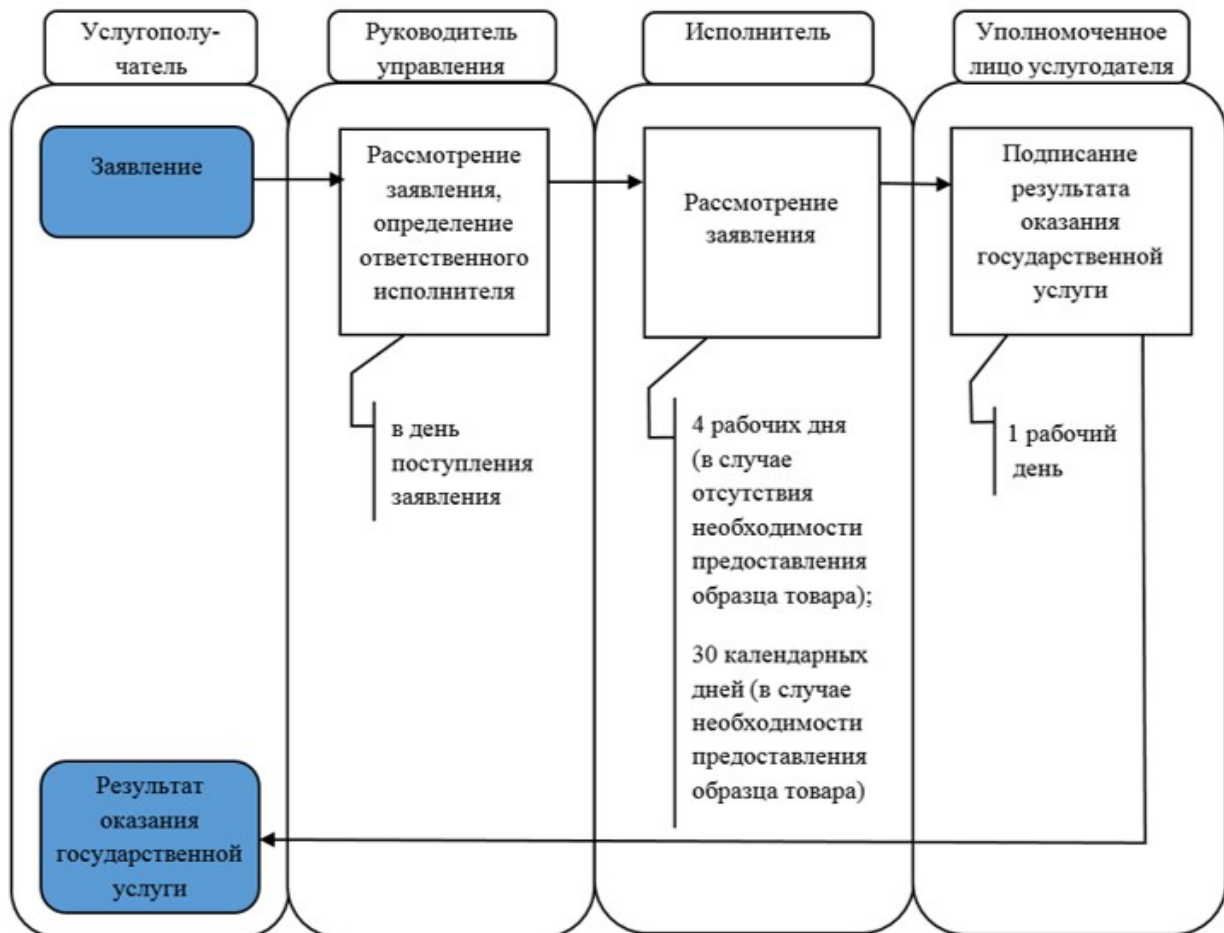 Услугополу-
чатель
Руководитель
управления
Исполнитель
Уполномоченное
лицо услугодателя
Заявление
Рассмотрение
заявления,
определение
ответственного
исполнителя
Рассмотрение
заявления
Подписание
результата
оказания
государственной
услуги
в день
поступления
заявления
4 рабочих дня
(в случае
отсутствия
необходимости
предоставления
образца товара);
30 календарных
дней (в случае
необходимости
предоставления
образца товара)
1 рабочий
день
Результат
оказания
государственной
услуги